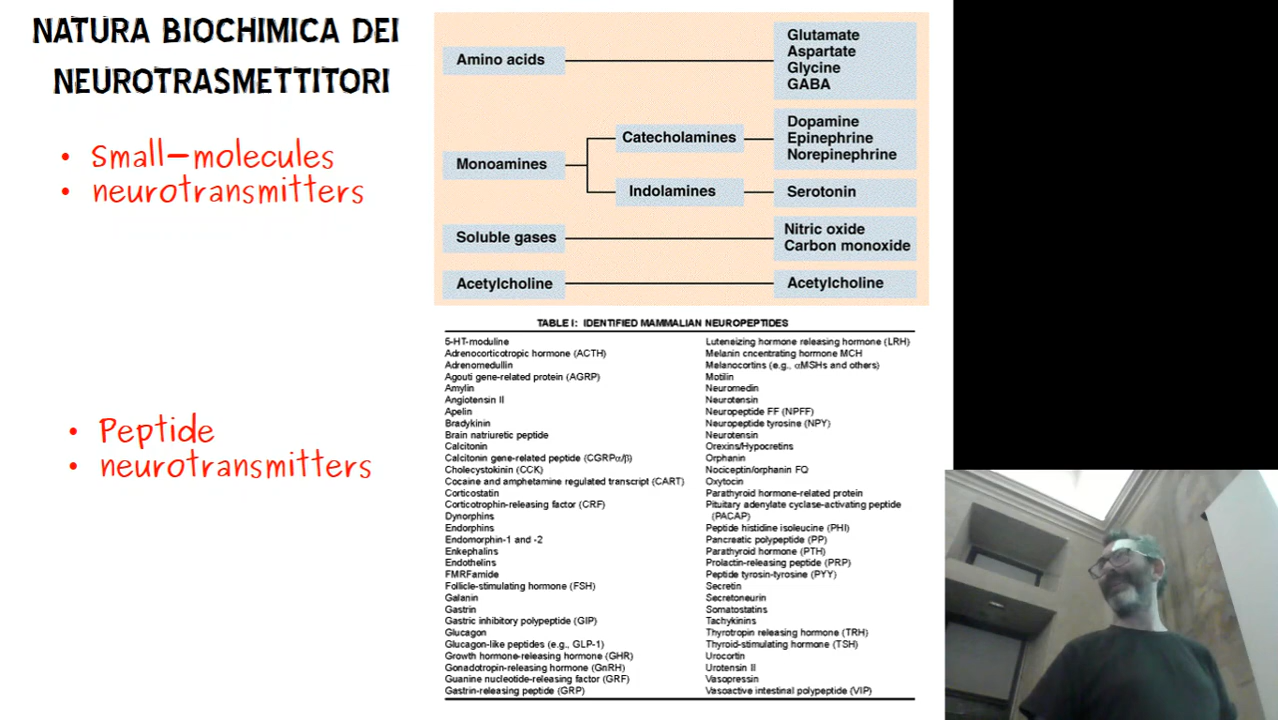 NATURA BIOCHIMICA DEI
NEUROTRASMETTITORI
• Small-molecules
• neurotransmitters
• Peptide
• neurotransmitters
Amino acids
Glutamate
Aspartate
Glycine
GABA
Monoamines
Catecholamines
Dopamine
Epinephrine
Norepinephrine
Indolamines
Serotonin
Soluble gases
Nitric oxide
Carbon monoxide
Acetylcholine
Acetylcholine
TABLE I: IDENTIFIED MAMMALIAN NEUROPEPTIDES
5-HT-moduline
Adrenocorticotropic hormone (ACTH)
Adrenomedullin
Agouti gene-related protein (AGRP)
Amylin
Angiotensin II
Apelin
Bradykinin
Brain natriuretic peptide
Calcitonin
Calcitonin gene-related peptide (CGRPα/β)
Cholecystokinin (CCK)
Cocaine and amphetamine regulated transcript (CART)
Corticostatin
Corticotrophin-releasing factor (CRF)
Dynorphins
Endorphins
Endomorphin-1 and -2
Enkephalins
Endothelins
FMRFamide
Follicle-stimulating hormone (FSH)
Galanin
Gastrin
Gastric inhibitory polypeptide (GIP)
Glucagon
Glucagon-like peptides (e.g., GLP-1)
Growth hormone-releasing hormone (GHR)
Gonadotropin-releasing hormone (GnRH)
Guanine nucleotide-releasing factor (GRF)
Gastrin-releasing peptide (GRP)
Luteneizing hormone releasing hormone (LRH)
Melanin cncentrating hormone MCH
Melanocortins (e.g., αMSHs and others)
Motilin
Neuromedin
Neurotensin
Neuropeptide FF (NPFF)
Neuropeptide tyrosine (NPY)
Neurotensin
Orexins/Hypocretins
Orphanin
Nociceptin/orphanin FQ
Oxytocin
Parathyroid hormone-related protein
Pituitary adenylate cyclase-activating peptide
(PACAP)
Peptide histidine isoleucine (PHI)
Pancreatic polypeptide (PP)
Parathyroid hormone (PTH)
Prolactin-releasing peptide (PRP)
Peptide tyrosin-tyrosine (PYY)
Secretin
Secretoneurin
Somatostatins
Tachykinins
Thyrotropin releasing hormone (TRH)
Thyroid-stimulating hormone (TSH)
Urocortin
Urotensin II
Vasopressin
Vasoactive intestinal polypeptide (VIP)